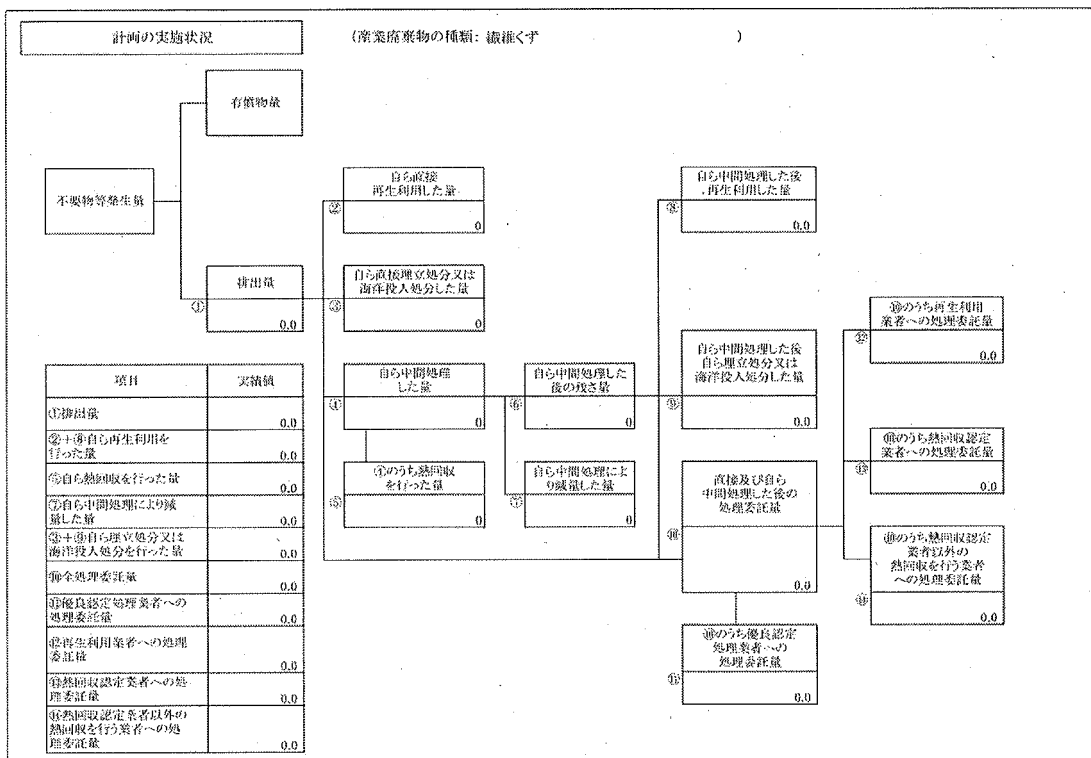 計画の実施状況
(産業廃棄物の種類: 繊維くず )
有償物量
不要物等発生量
排出量
①
0.0
自ら直接
再生利用した量
②
0
自ら直接埋立処分又は
海洋投入処分した量
③
0
自ら中間処理
した量
④
0
④のうち熱回収
を行った量
⑤
0
自ら中間処理した
後の残さ量
⑥
0
自ら中間処理によ
り減量した量
⑦
0
自ら中間処理した後
再生利用した量
⑧
0.0
自ら中間処理した後
自ら埋立処分又は
海洋投入処分した量
⑨
0.0
直接及び自ら
中間処理した後の
処理委託量
⑩
0.0
⑩のうち優良認定
処理業者への
処理委託量
⑪
0.0
⑩のうち再生利用
業者への処理委託量
⑫
0.0
⑩のうち熱回収認定
業者への処理委託量
⑬
0.0
⑩のうち熱回収認定
業者以外の
熱回収を行う業者
への処理委託量
⑭
0.0
項目 実績値
①排出量 0.0
②+⑧自ら再生利用を
行った量 0.0
⑤自ら熱回収を行った量 0.0
⑦自ら中間処理により減
量した量 0.0
③+⑨自ら埋立処分又は
海洋投入処分を行った量 0.0
⑩全処理委託量 0.0
⑪優良認定処理業者への
処理委託量 0.0
⑫再生利用業者への処理
委託量 0.0
⑬熱回収認定業者への処
理委託量 0.0
⑭熱回収認定業者以外の
熱回収を行う業者への処
理委託量 0.0